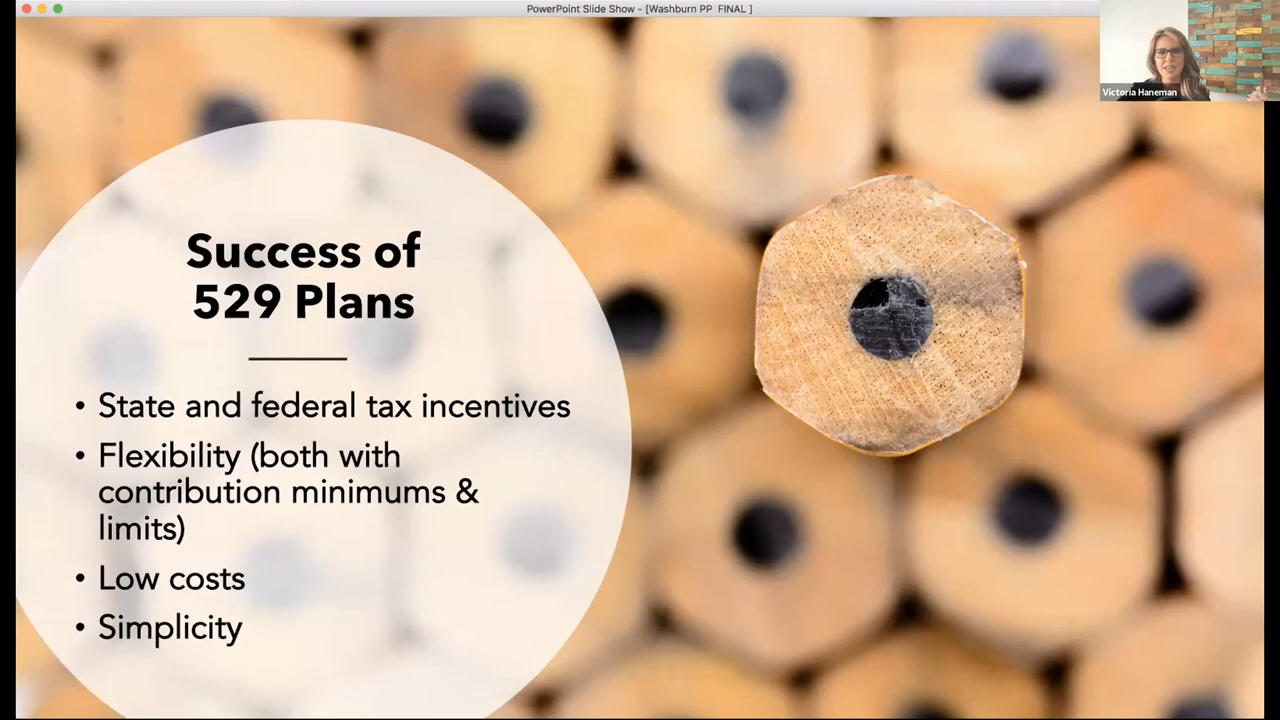 PowerPoint Slide Show - [Washburn PP FINAL ]
Victoria Haneman
Success of
529 Plans
• State and federal tax incentives
• Flexibility (both with
contribution minimums &
limits)
• Low costs
• Simplicity